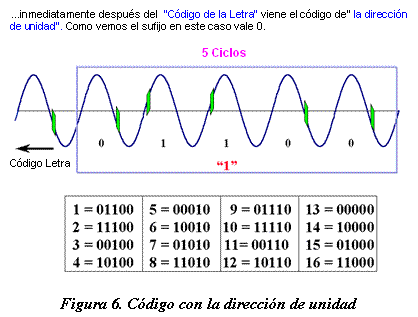 ...inmediatamente después del "Código de la Letra" viene el código de" la dirección
de unidad". Como vemos el sufijo en este caso vale 0.
5 Ciclos
0 1 1 0 0
Código Letra
“1”
1 = 01100 5 = 00010 9 = 01110 13 = 00000
2 = 11100 6 = 10010 10 = 11110 14 = 10000
3 = 00100 7 = 01010 11= 00110 15 = 01000
4 = 10100 8 = 11010 12 = 10110 16 = 11000
Figura 6. Código con la dirección de unidad